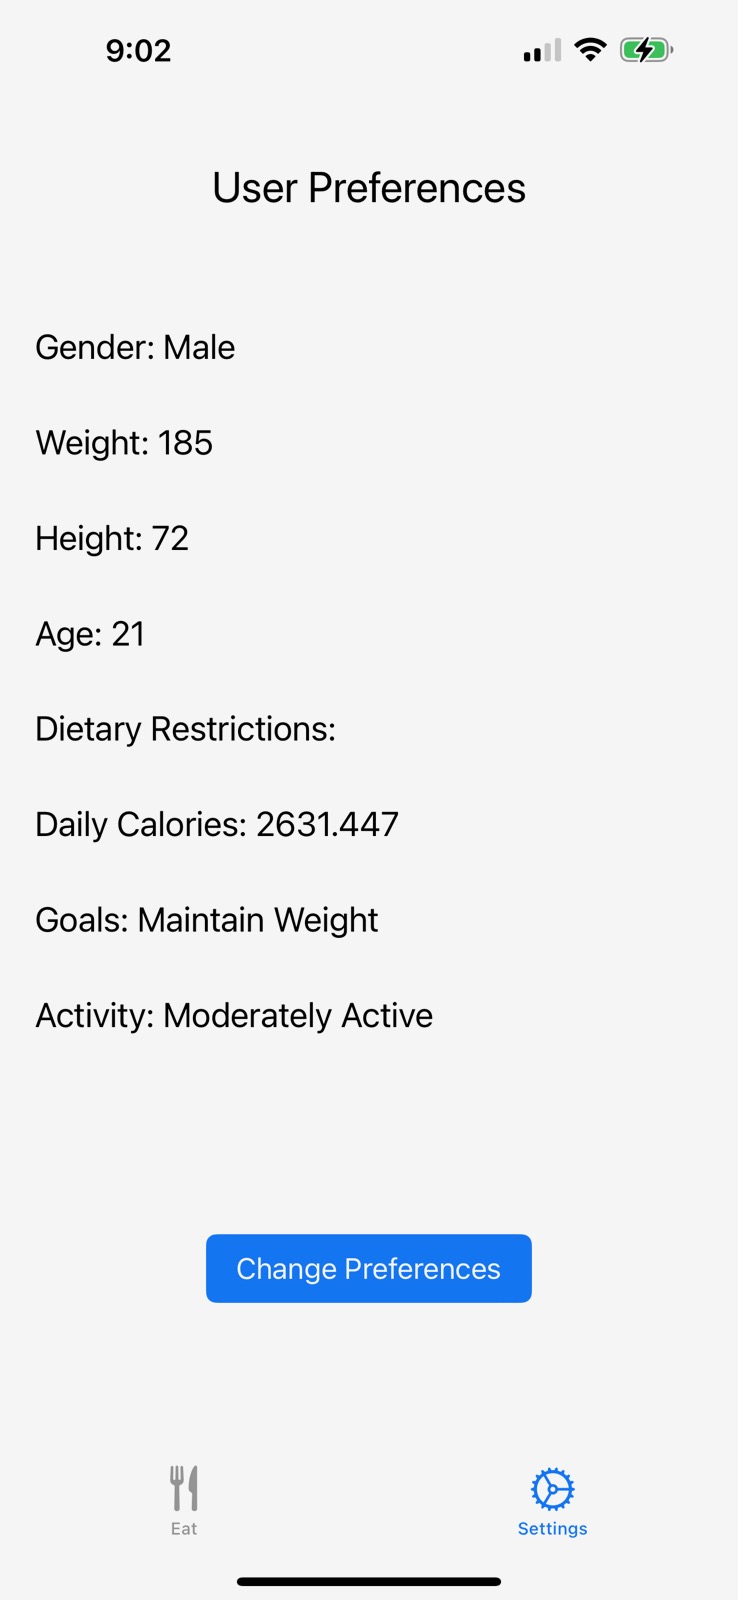 9:02
User Preferences
Gender: Male
Weight: 185
Height: 72
Age: 21
Dietary Restrictions:
Daily Calories: 2631.447
Goals: Maintain Weight
Activity: Moderately Active
Change Preferences
Eat
Settings